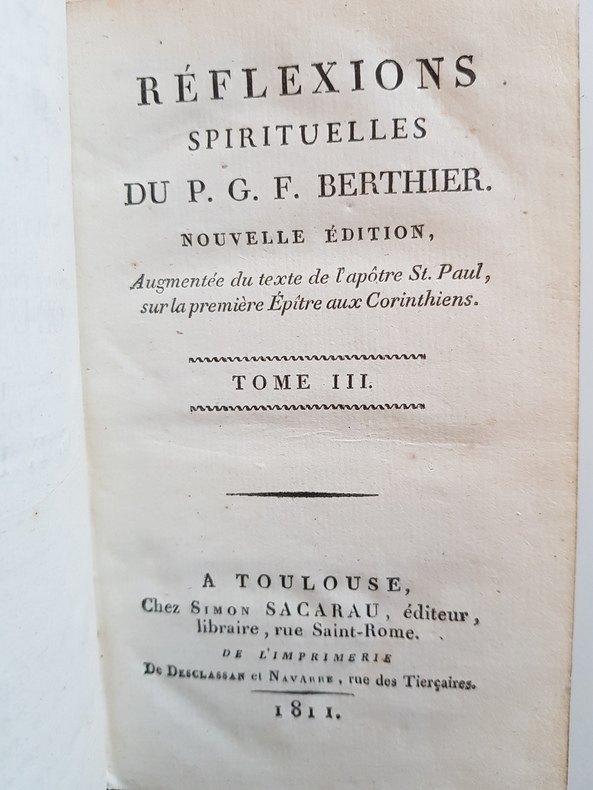 RÉFLEXIONS
SPIRITUELLES
DU P. G. F. BERTHIER.
NOUVELLE ÉDITION,
Augmentée du texte de l'apôtre St. Paul,
sur la première Épître aux Corinthiens.
TOME III.
A TOULOUSE,
Chez SIMON SACARAU, éditeur,
libraire, rue Saint-Rome.
DE L'IMPRIMERIE
De DESCLASSAN et NAVARRE, rue des Tierçaires.
1811.